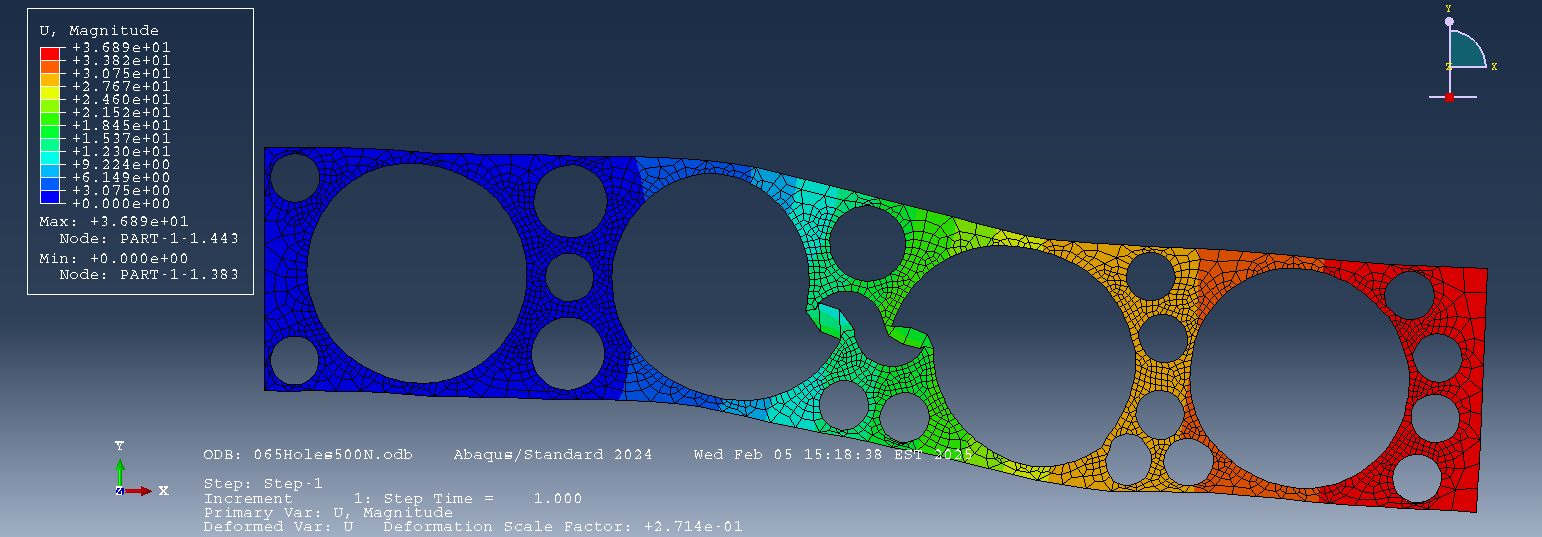 U, Magnitude
+3.689e+01
+3.382e+01
+3.075e+01
+2.767e+01
+2.460e+01
+2.152e+01
+1.845e+01
+1.537e+01
+1.230e+01
+9.224e+00
+6.149e+00
+3.075e+00
+0.000e+00
Max: +3.689e+01
Node: PART-1-1.443
Min: +0.000e+00
Node: PART-1-1.383
Y
Z X
Y
Z X
ODB: 065Holes500N.odb Abaqus/Standard 2024 Wed Feb 05 15:18:38 EST 2025
Step: Step-1
Increment 1: Step Time = 1.000
Primary Var: U, Magnitude
Deformed Var: U Deformation Scale Factor: +2.714e-01